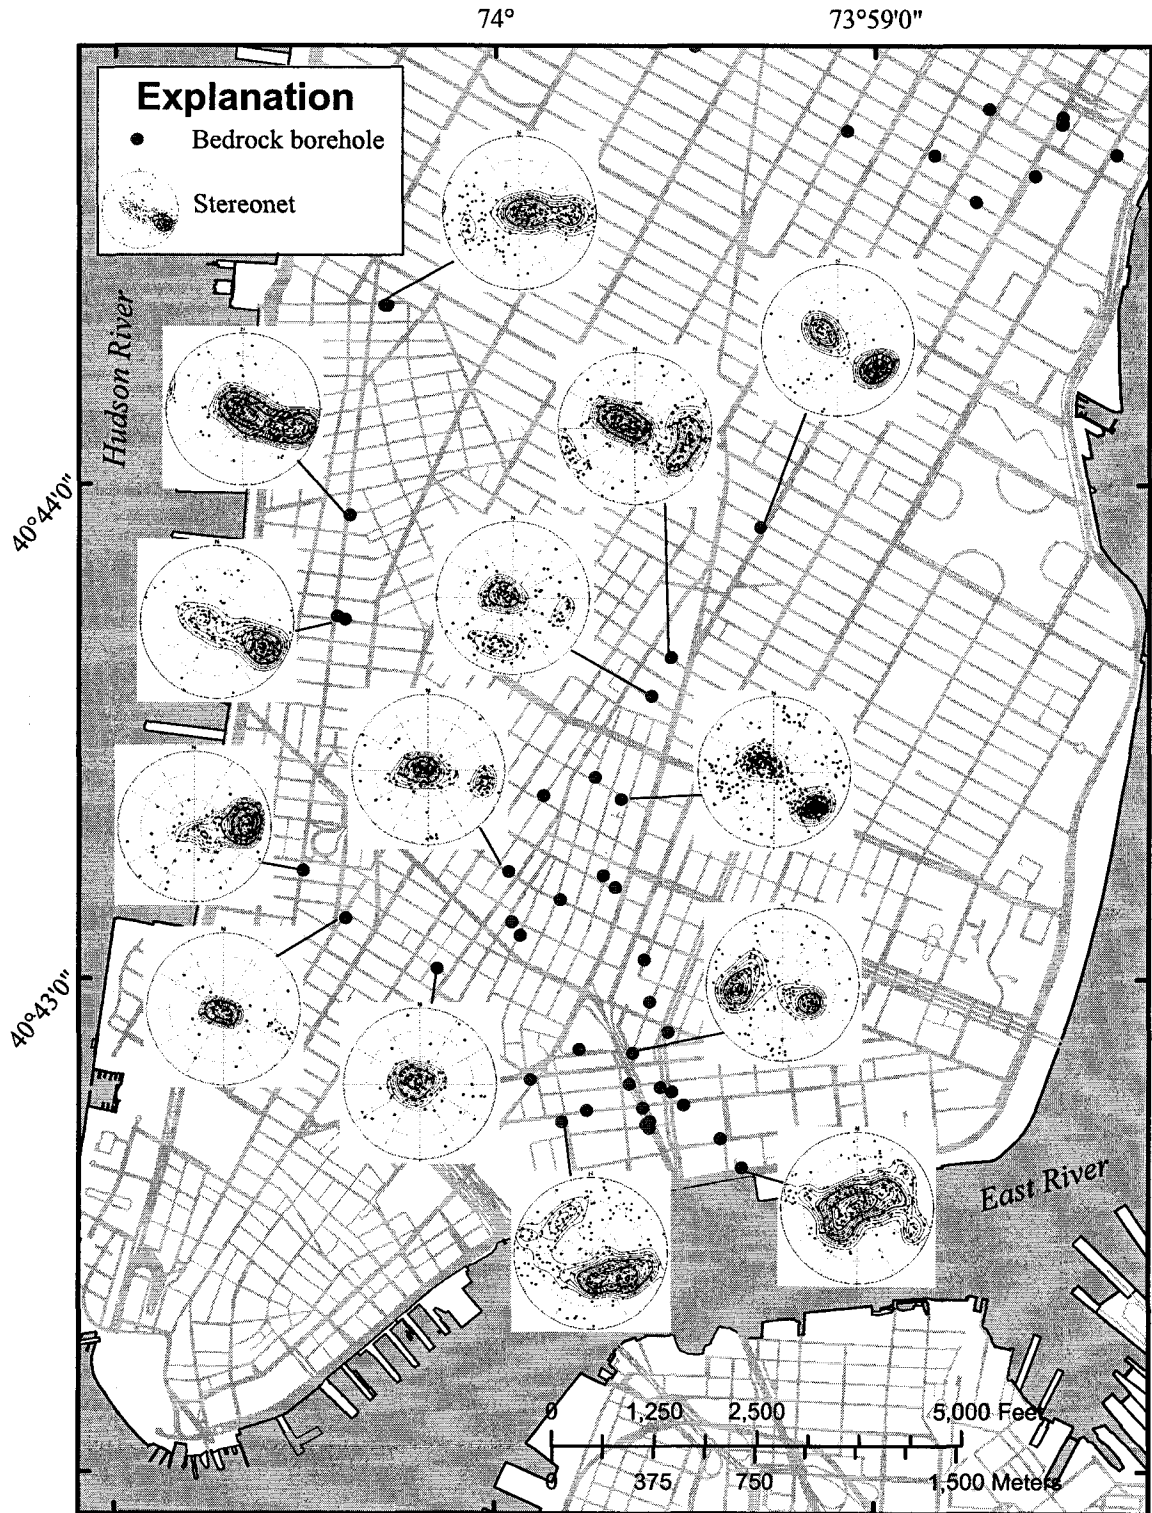 74° 73°59'0"
Explanation
Bedrock borehole
Stereonet
Hudson River
40°44'0"
40°43'0"
East River
0 1,250 2,500 5,000 Feet
0 375 750 1,500 Meters